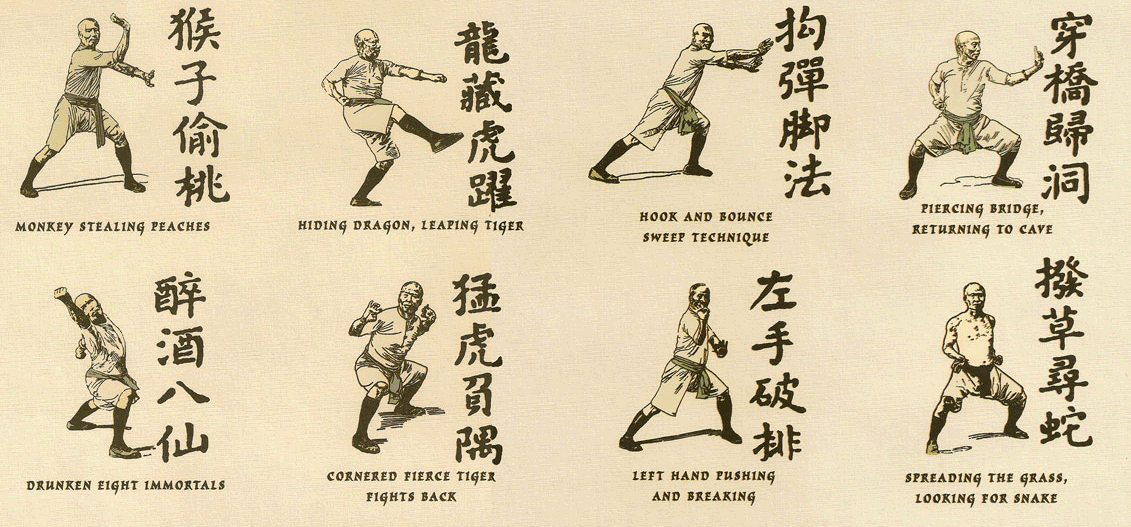 猴子偷桃
MONKEY STEALING PEACHES
龍藏虎躍
HIDING DRAGON, LEAPING TIGER
抅彈脚法
HOOK AND BOUNCE
SWEEP TECHNIQUE
穿橋歸洞
PIERCING BRIDGE,
RETURNING TO CAVE
醉酒八仙
DRUNKEN EIGHT IMMORTALS
猛虎負隅
CORNERED FIERCE TIGER
FIGHTS BACK
左手破排
LEFT HAND PUSHING
AND BREAKING
撥草尋蛇
SPREADING THE GRASS,
LOOKING FOR SNAKE